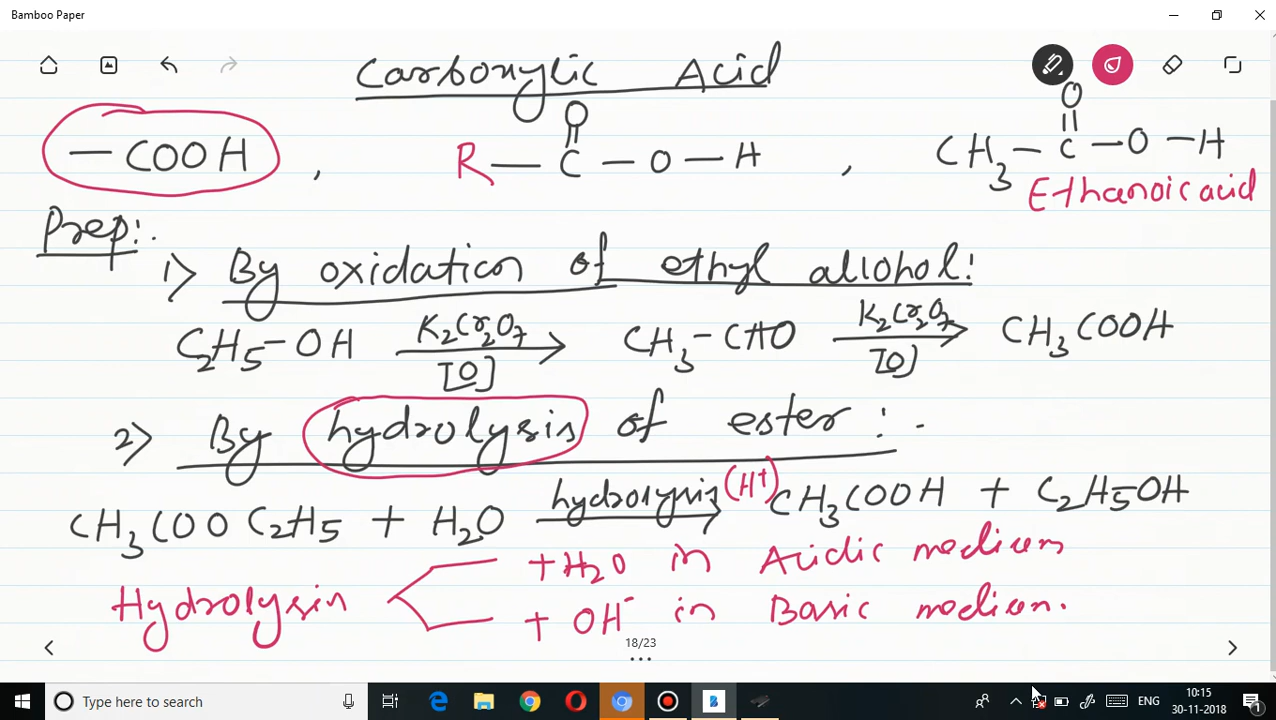 Bamboo Paper
Carboxylic Acid
— COOH , R — C — O — H , CH3 — C — O — H
O O
|| ||
Ethanoic acid
Prep:.
1) By oxidation of ethyl alcohol:
C2H5-OH K2Cr2O7 [O] CH3-CHO K2Cr2O7 [O] CH3COOH
2) By hydrolysis of ester: .
CH3COOC2H5 + H2O hydrolysis (H+) CH3COOH + C2H5OH
Hydrolysis +H2O in Acidic medium
+ OH- in Basic medium.
18/23
Type here to search
ENG
10:15
30-11-2018
1